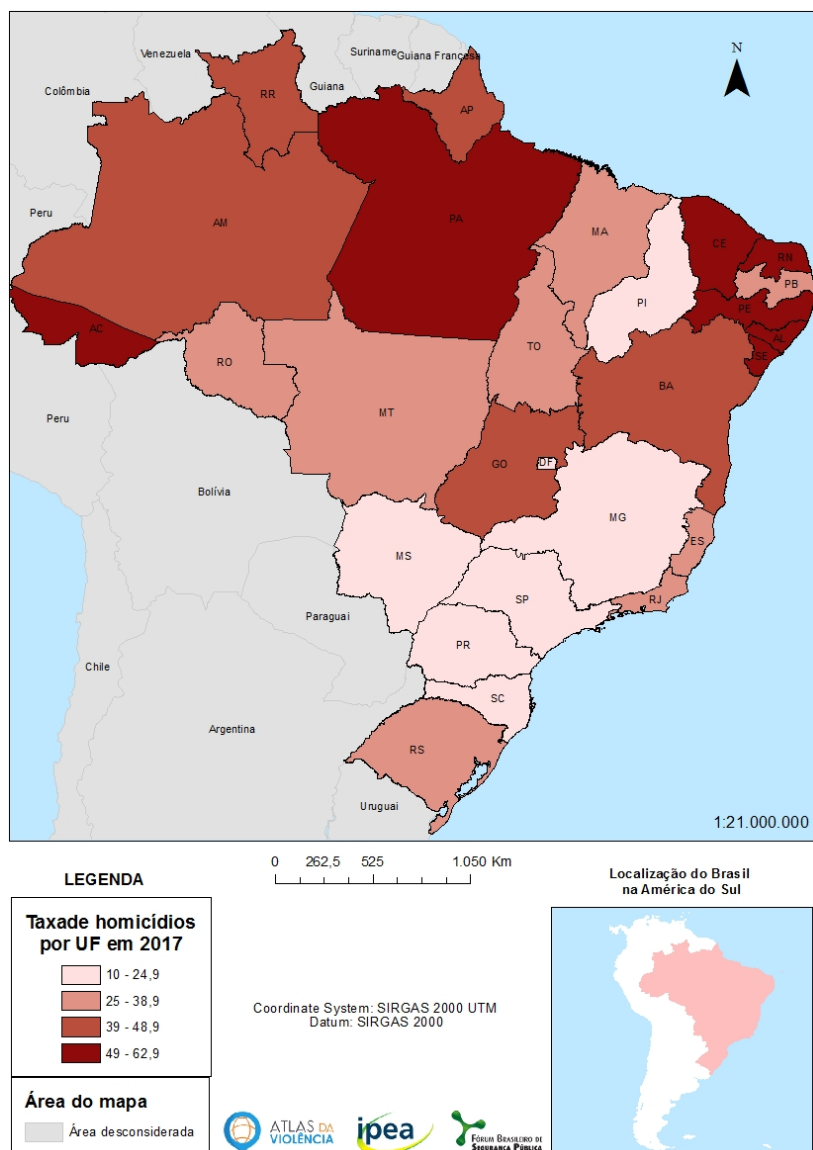 Venezuela
Suriname
Guiana Francesa
Guiana
Colômbia
N
RR
AP
Peru
AM
PA
MA
CE
RN
PB
PI
PE
AL
SE
AC
RO
TO
BA
MT
Peru
GO
DF
Bolívia
MG
MS
ES
SP
RJ
Paraguai
PR
Chile
SC
Argentina
RS
Uruguai
1:21.000.000
0 262,5 525 1.050 Km
LEGENDA
Localização do Brasil
na América do Sul
Taxade homicídios
por UF em 2017
10 - 24,9
25 - 38,9
39 - 48,9
49 - 62,9
Coordinate System: SIRGAS 2000 UTM
Datum: SIRGAS 2000
Área do mapa
Área desconsiderada
ATLAS DA
VIOLÊNCIA
ipea
FÓRUM BRASILEIRO DE
SEGURANÇA PÚBLICA